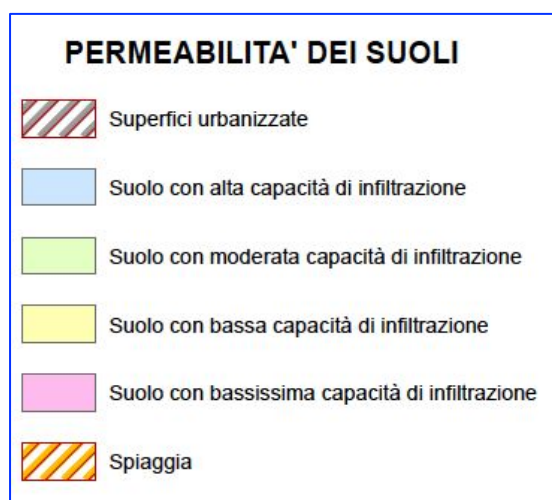 PERMEABILITA' DEI SUOLI
Superfici urbanizzate
Suolo con alta capacità di infiltrazione
Suolo con moderata capacità di infiltrazione
Suolo con bassa capacità di infiltrazione
Suolo con bassissima capacità di infiltrazione
Spiaggia